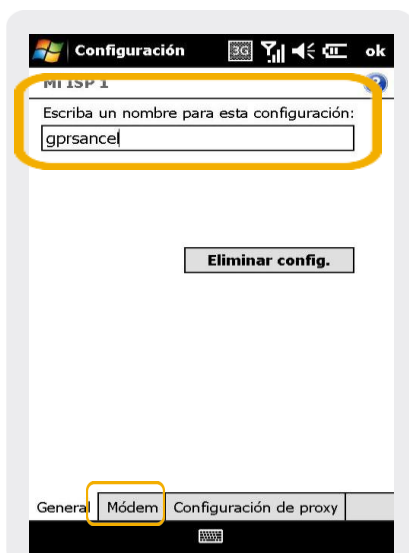 Configuración 3G ok
Mi ISP 1 ?
Escriba un nombre para esta configuración:
gprsancel
Eliminar config.
General Módem Configuración de proxy